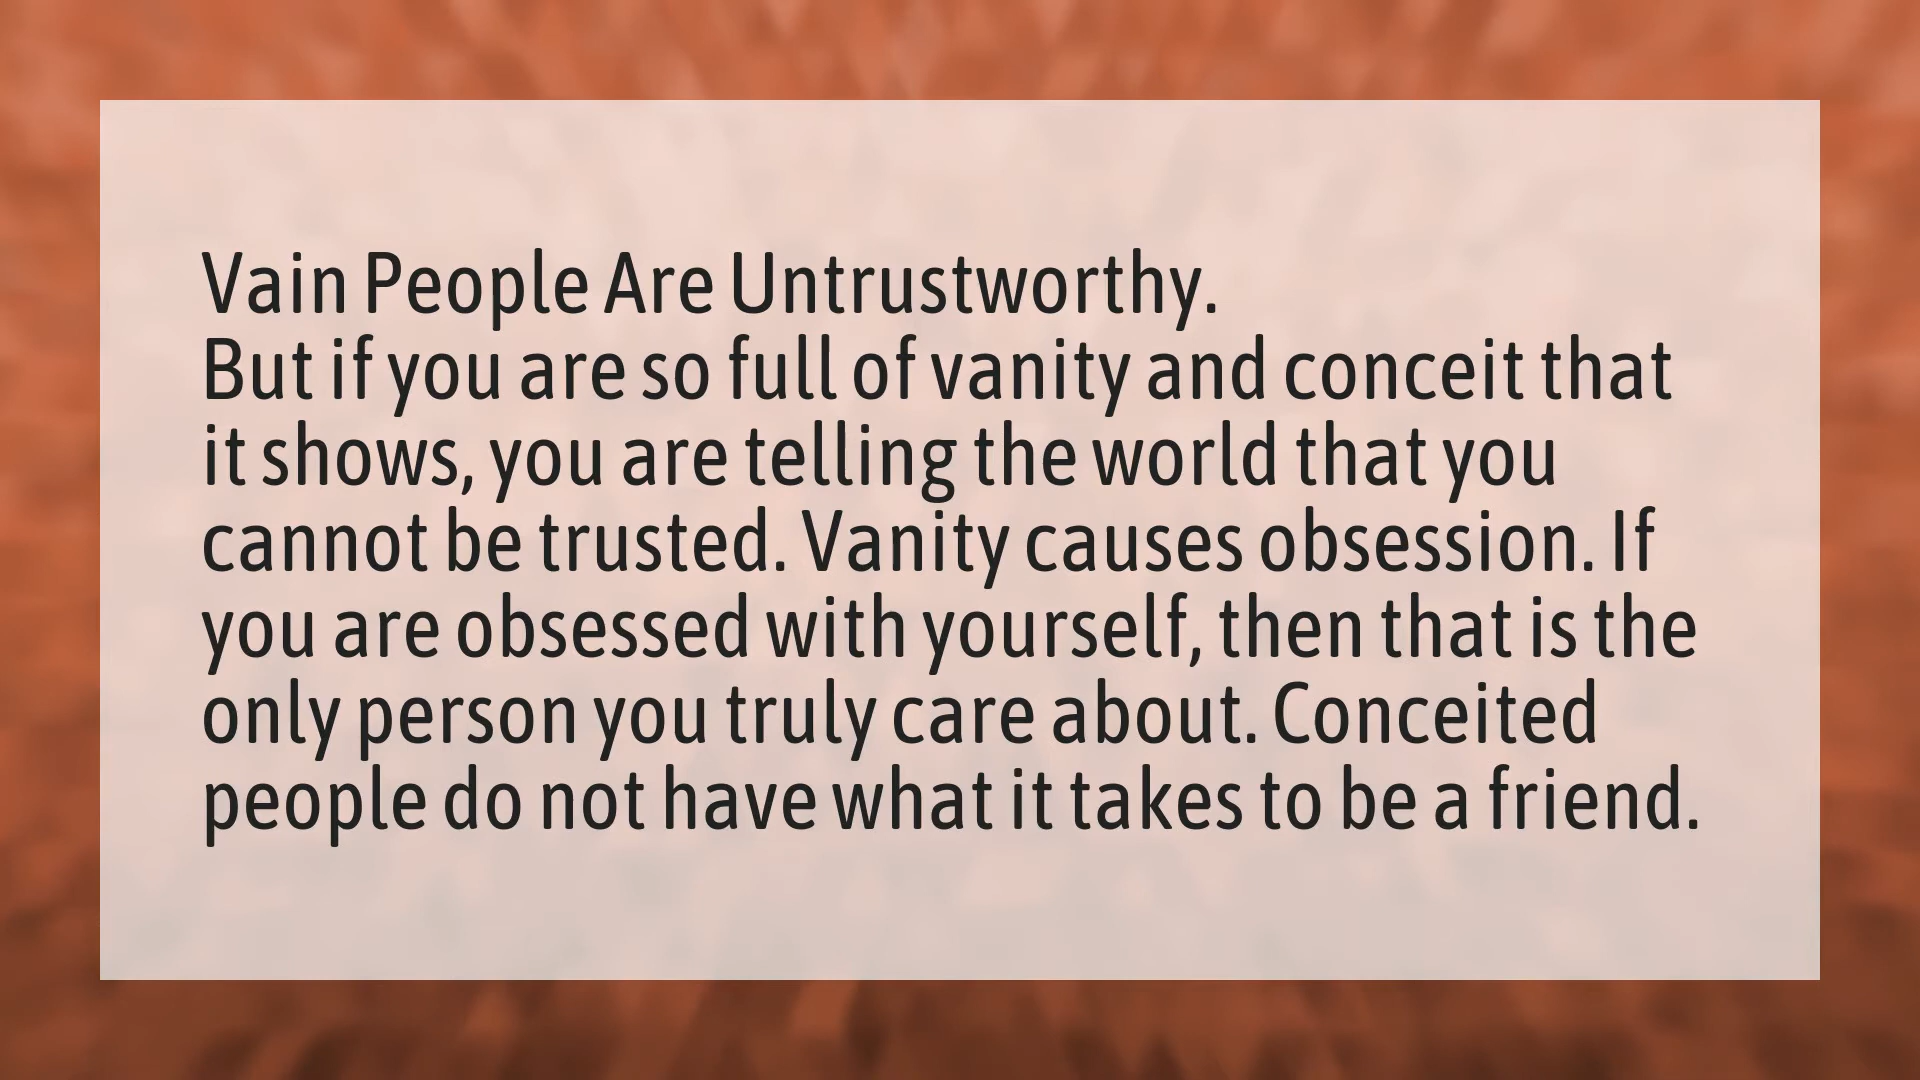 Vain People Are Untrustworthy.
But if you are so full of vanity and conceit that
it shows, you are telling the world that you
cannot be trusted. Vanity causes obsession. If
you are obsessed with yourself, then that is the
only person you truly care about. Conceited
people do not have what it takes to be a friend.